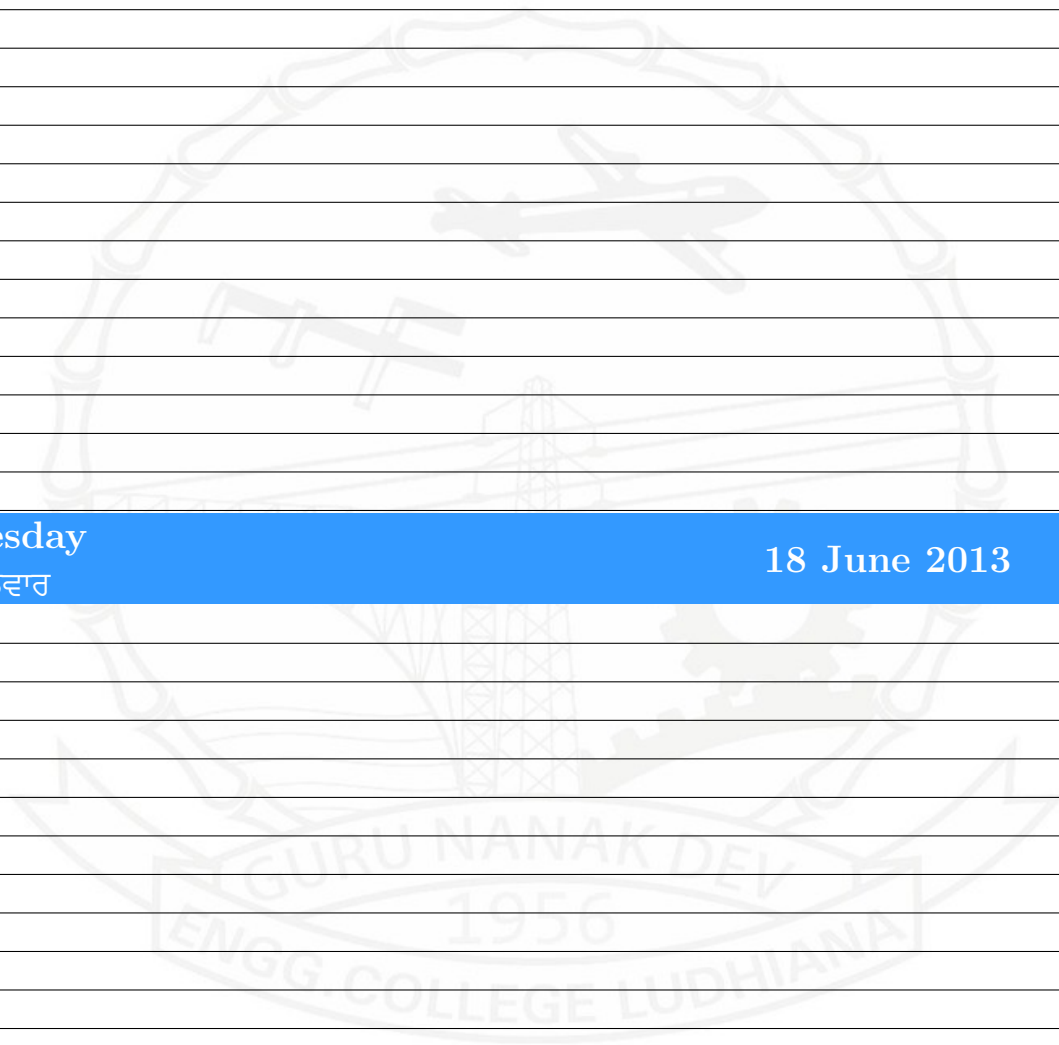 esday
ਵਾਰ
18 June 2013
GURU NANAK DEV
1956
ENGG. COLLEGE LUDHIANA